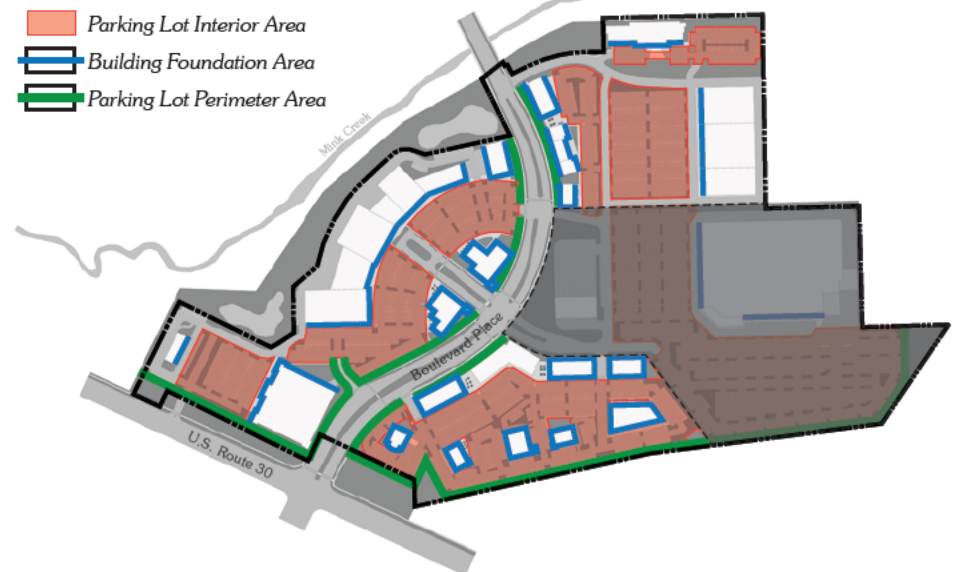 Parking Lot Interior Area
Building Foundation Area
Parking Lot Perimeter Area
Mink Creek
Boulevard Place
U.S. Route 30